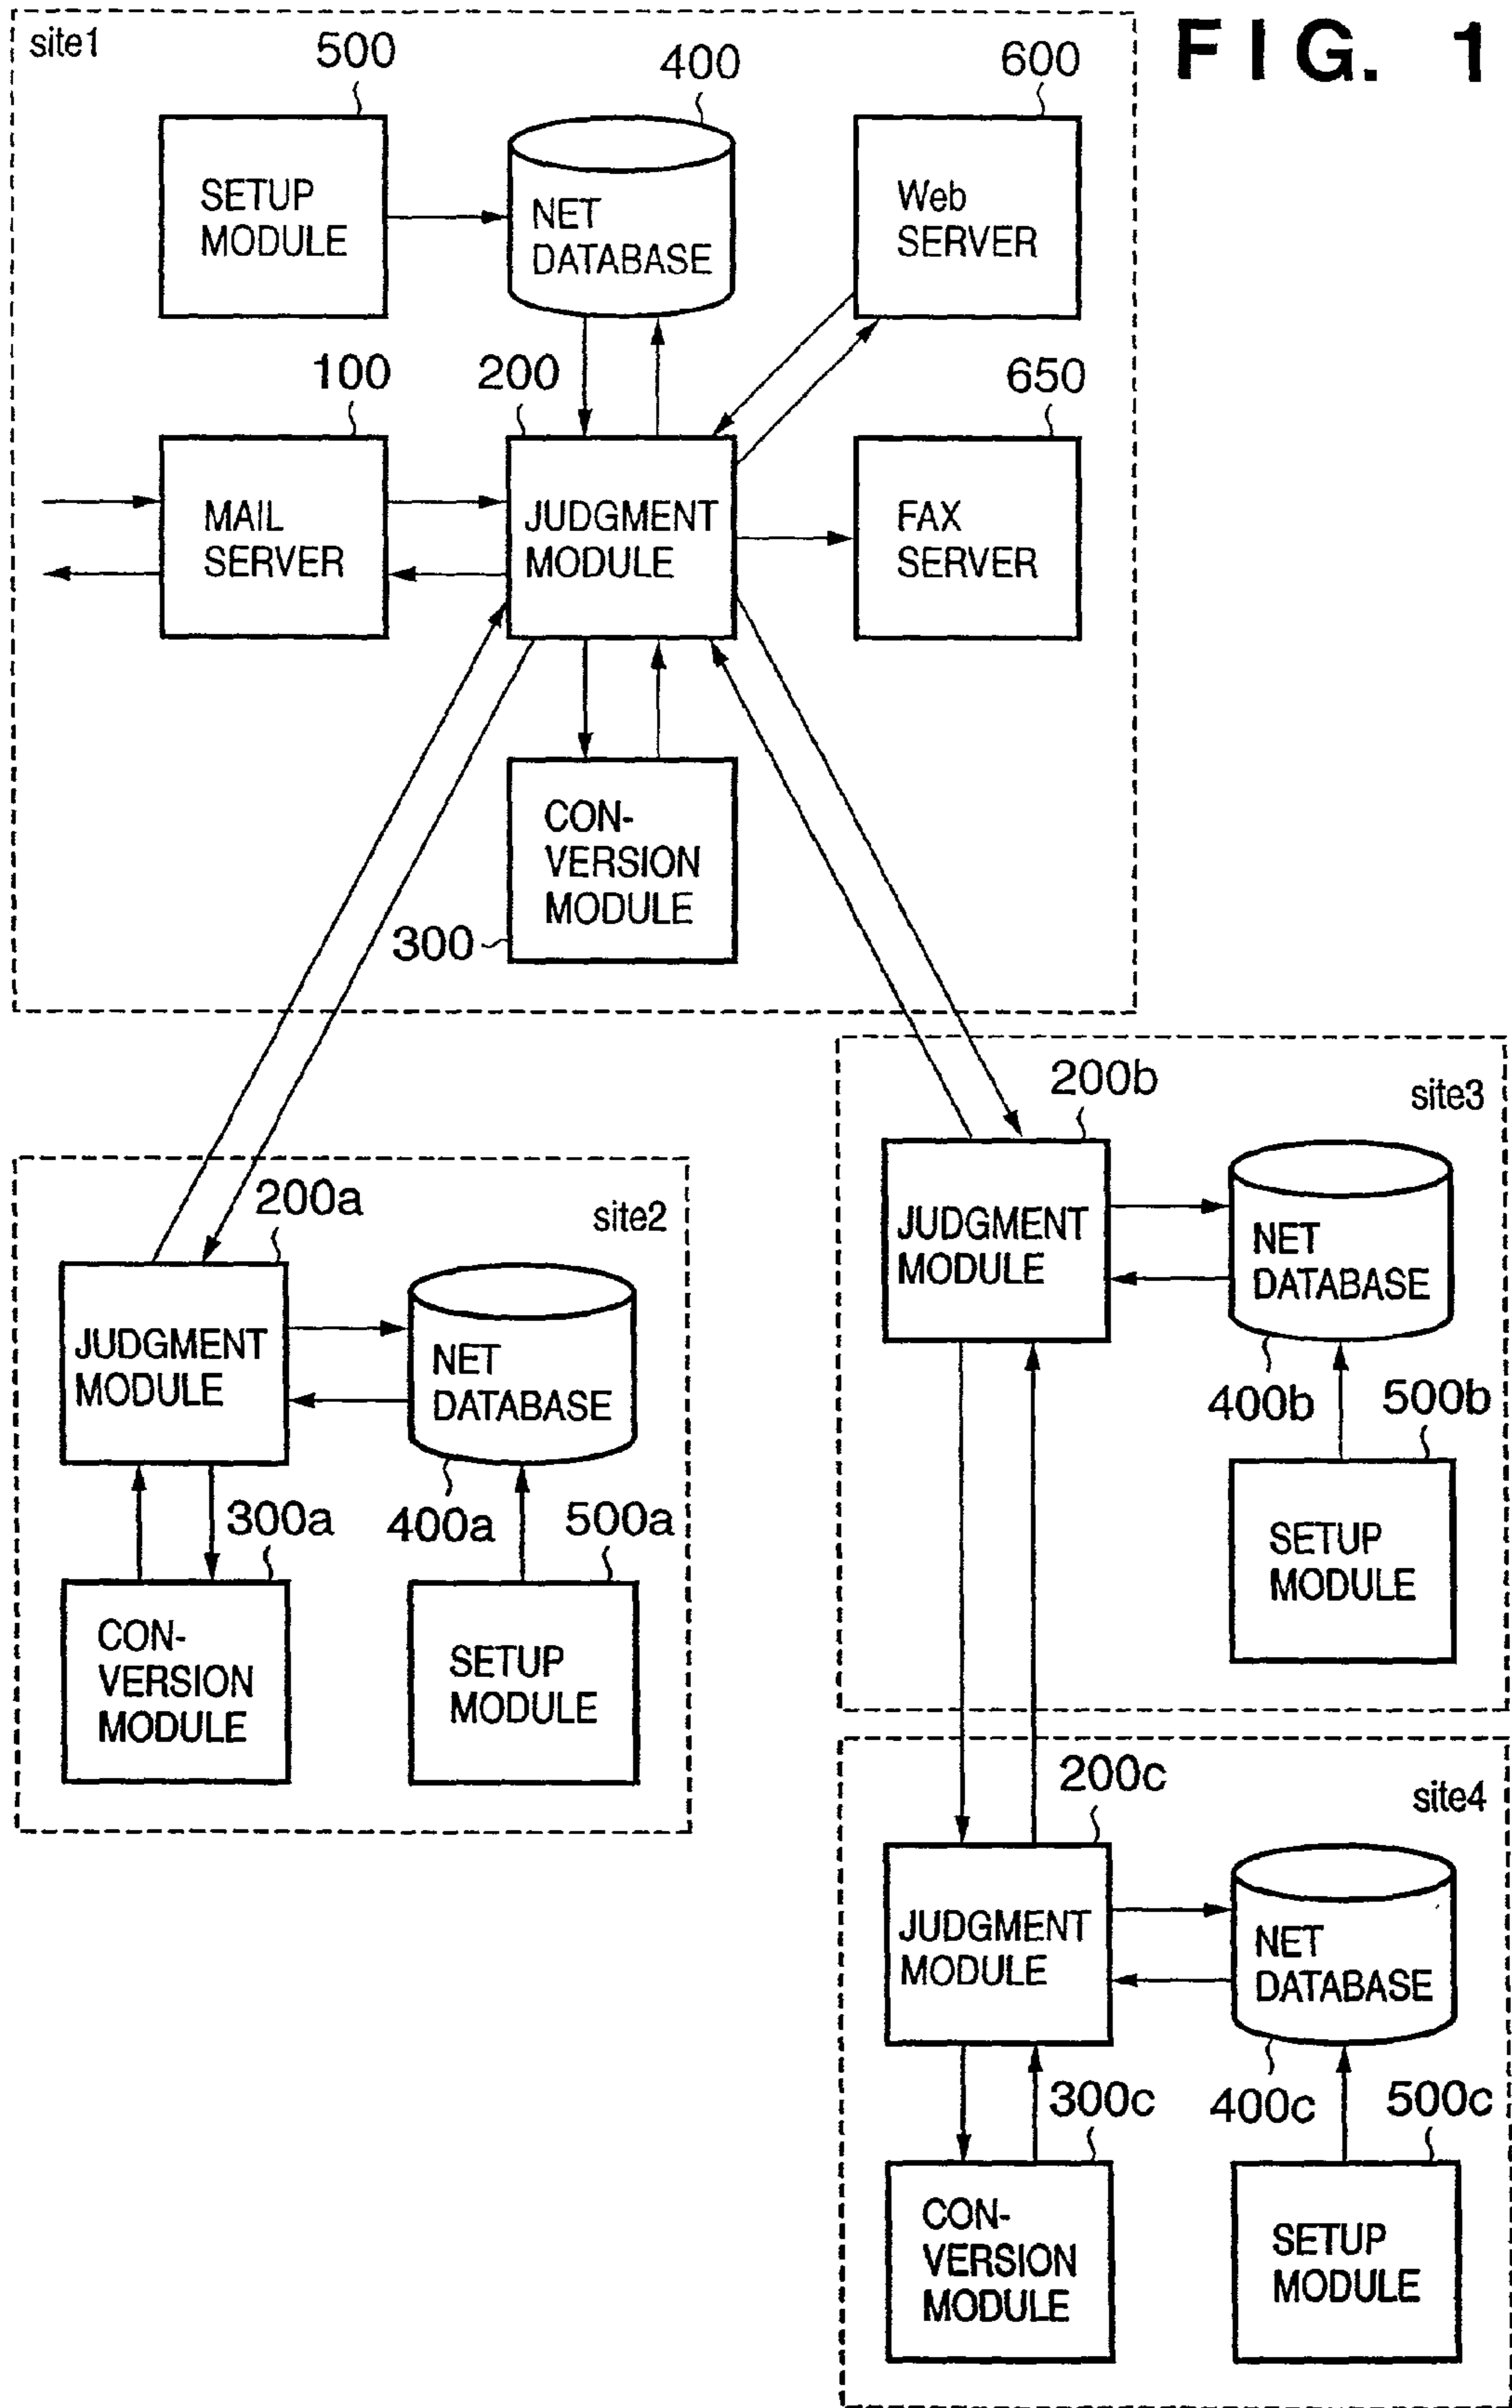 FIG. 1
site1
500
400
600
SETUP
MODULE
NET
DATABASE
Web
SERVER
100
200
650
MAIL
SERVER
JUDGMENT
MODULE
FAX
SERVER
CON-
VERSION
MODULE
300
site2
200a
JUDGMENT
MODULE
NET
DATABASE
300a
400a
500a
CON-
VERSION
MODULE
SETUP
MODULE
200b
site3
JUDGMENT
MODULE
NET
DATABASE
400b
500b
SETUP
MODULE
200c
site4
JUDGMENT
MODULE
NET
DATABASE
300c
400c
500c
CON-
VERSION
MODULE
SETUP
MODULE